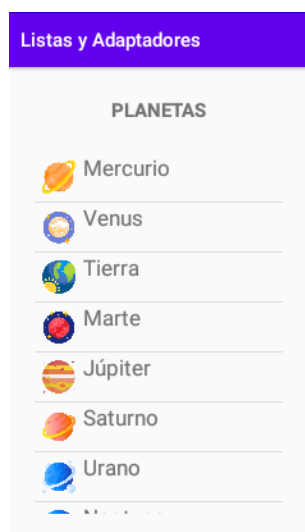 Listas y Adaptadores
PLANETAS
Mercurio
Venus
Tierra
Marte
Júpiter
Saturno
Urano